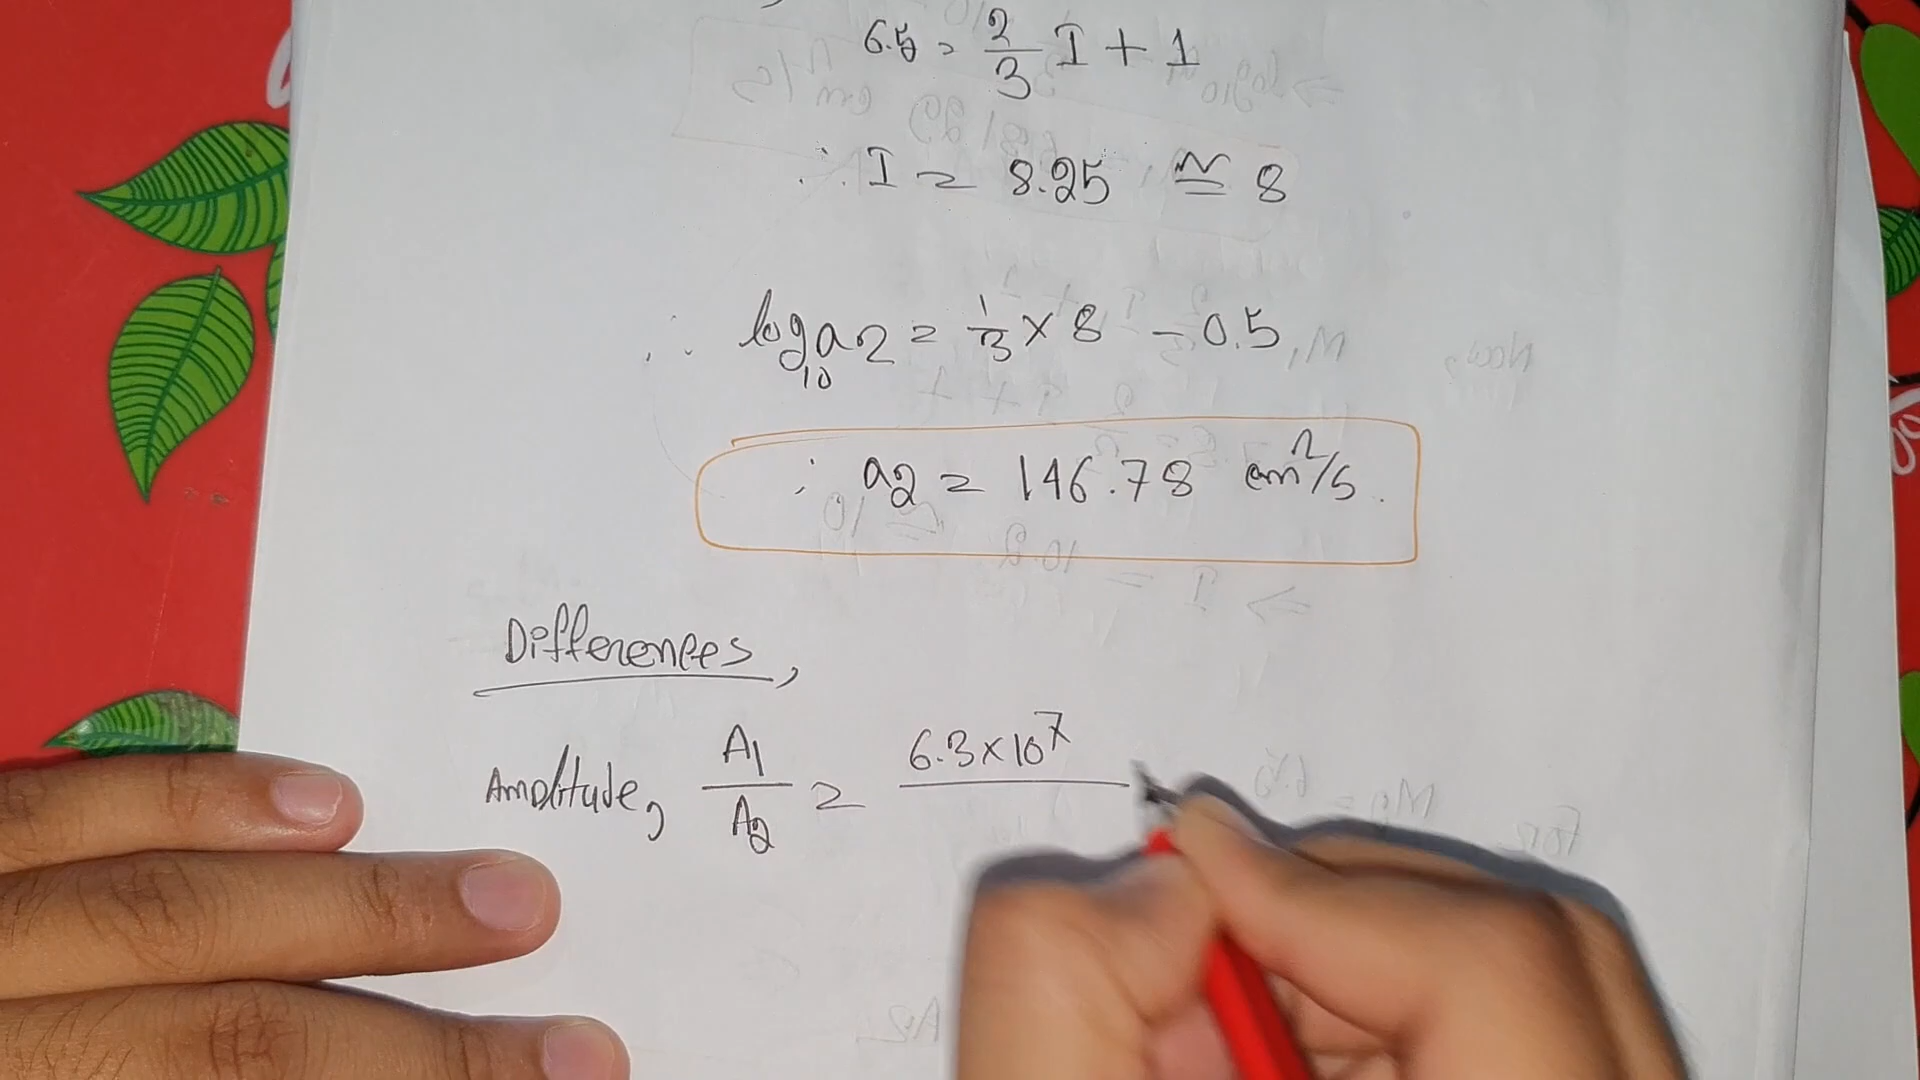 6.5 = 2/3 I + 1
∴ I = 8.25 ≅ 8
∴ log₁₀ a2 = 1/3 × 8 - 0.5
∴ a2 = 146.78 cm²/s.
Differences,
Amplitude, A1/A2 = 6.3×10⁷